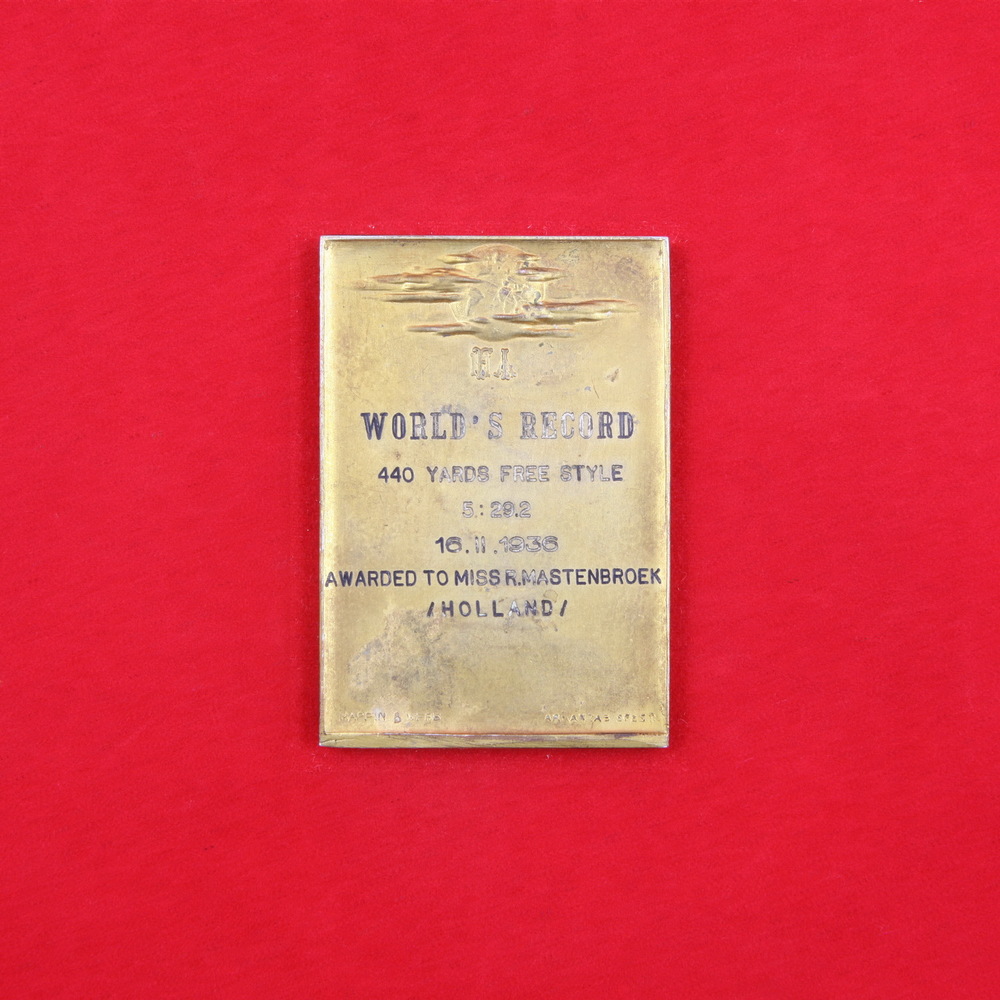 WORLD'S RECORD
440 YARDS FREE STYLE
5:29.2
16.11.1936
AWARDED TO MISS R.MASTENBROEK
/HOLLAND/